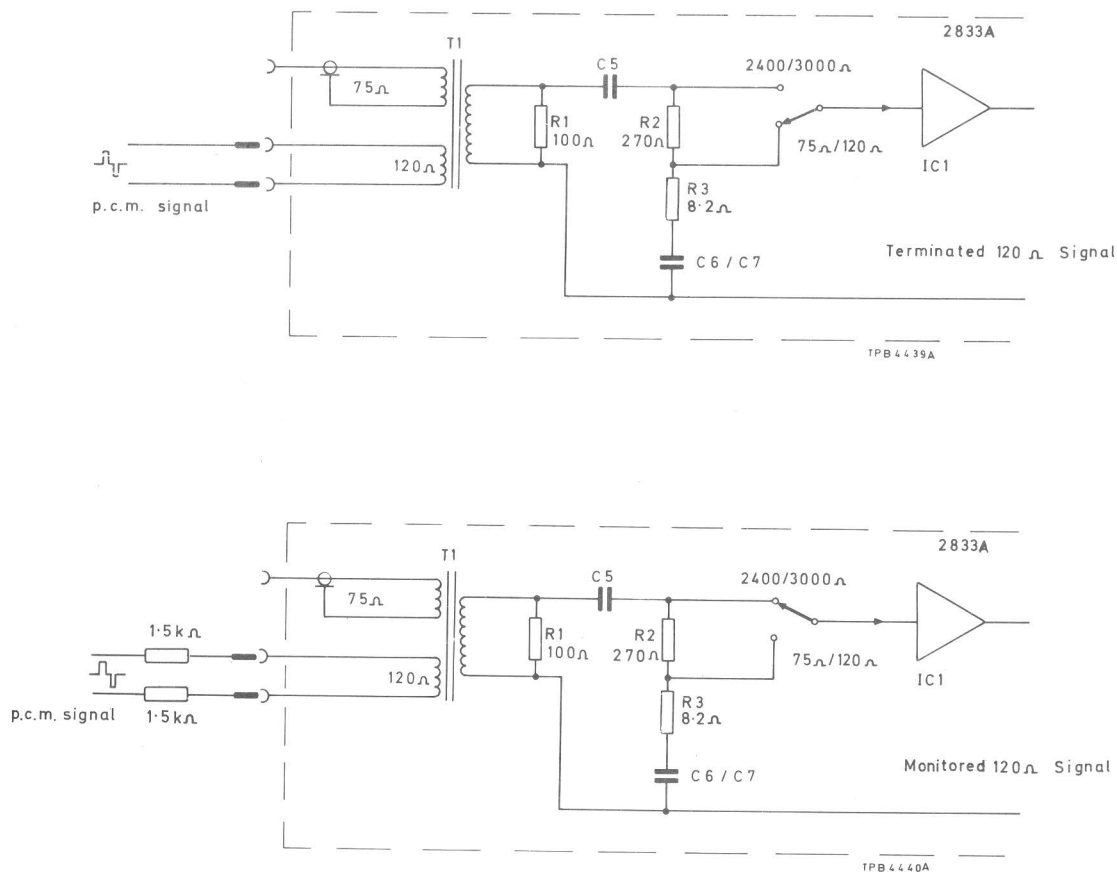 2833A
T1
C5
2400/3000Ω
75Ω
R1
100Ω
R2
270Ω
75Ω/120Ω
IC1
120Ω
p.c.m. signal
R3
8·2Ω
C6/C7
Terminated 120Ω Signal
TPB4439A
2833A
T1
C5
2400/3000Ω
75Ω
1·5kΩ
R1
100Ω
R2
270Ω
75Ω/120Ω
IC1
120Ω
p.c.m. signal
1·5kΩ
R3
8·2Ω
C6/C7
Monitored 120Ω Signal
TPB4440A